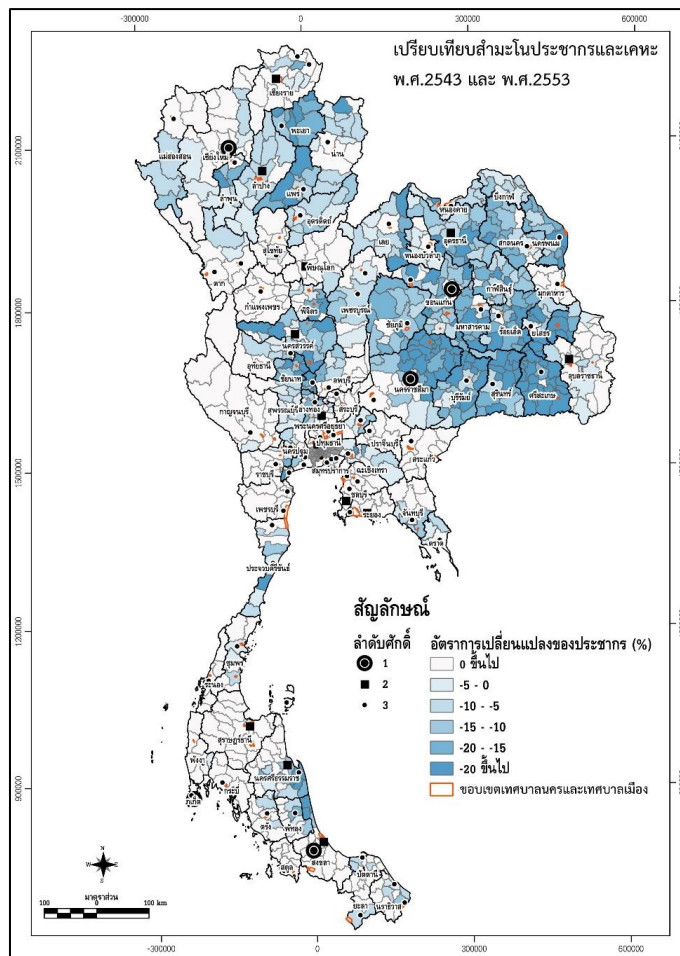 -300000
0
300000
600000
เปรียบเทียบสำมะโนประชากรและเคหะ
พ.ศ.2543 และ พ.ศ.2553
เชียงราย
พะเยา
น่าน
แม่ฮ่องสอน
เชียงใหม่
2100000
ลำปาง
ลำพูน
แพร่
อุตรดิตถ์
สุโขทัย
ตาก
พิษณุโลก
กำแพงเพชร
พิจิตร
เพชรบูรณ์
เลย
หนองคาย
บึงกาฬ
อุดรธานี
หนองบัวลำภู
สกลนคร
นครพนม
ขอนแก่น
กาฬสินธุ์
มุกดาหาร
1800000
ชัยภูมิ
มหาสารคาม
ร้อยเอ็ด
ยโสธร
อุบลราชธานี
นครสวรรค์
อุทัยธานี
ชัยนาท
ลพบุรี
นครราชสีมา
บุรีรัมย์
สุรินทร์
ศรีสะเกษ
กาญจนบุรี
สุพรรณบุรี
อ่างทอง
สระบุรี
พระนครศรีอยุธยา
ปทุมธานี
ปราจีนบุรี
สระแก้ว
นครปฐม
สมุทรปราการ
ฉะเชิงเทรา
1500000
ราชบุรี
ชลบุรี
ระยอง
จันทบุรี
ตราด
เพชรบุรี
ประจวบคีรีขันธ์
1200000
ชุมพร
ระนอง
สุราษฎร์ธานี
พังงา
900000
ภูเก็ต
กระบี่
นครศรีธรรมราช
ตรัง
พัทลุง
สงขลา
สตูล
ปัตตานี
ยะลา
นราธิวาส
สัญลักษณ์
ลำดับศักดิ์
1
2
3
อัตราการเปลี่ยนแปลงของประชากร (%)
0 ขึ้นไป
-5 - 0
-10 - -5
-15 - -10
-20 - -15
-20 ขึ้นไป
ขอบเขตเทศบาลนครและเทศบาลเมือง
N
W
E
S
มาตราส่วน
100 0 100 km
-300000
0
300000
600000